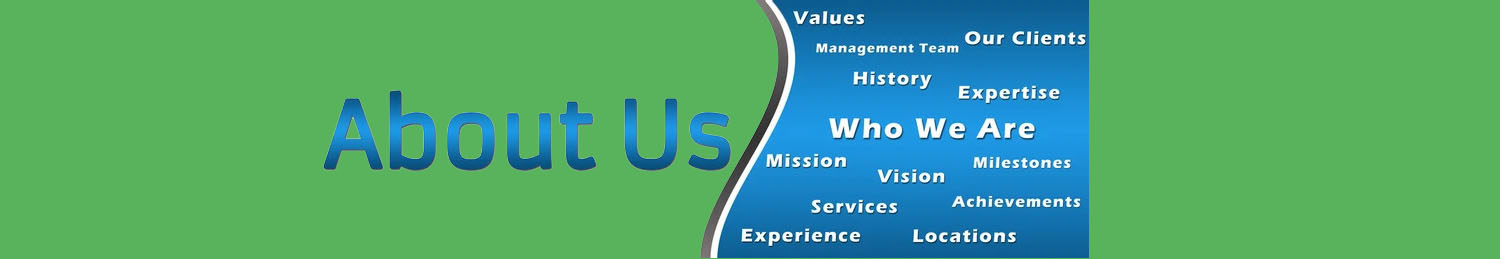 About Us
Values
Our Clients
Management Team
History
Expertise
Who We Are
Mission
Milestones
Vision
Services
Achievements
Experience
Locations